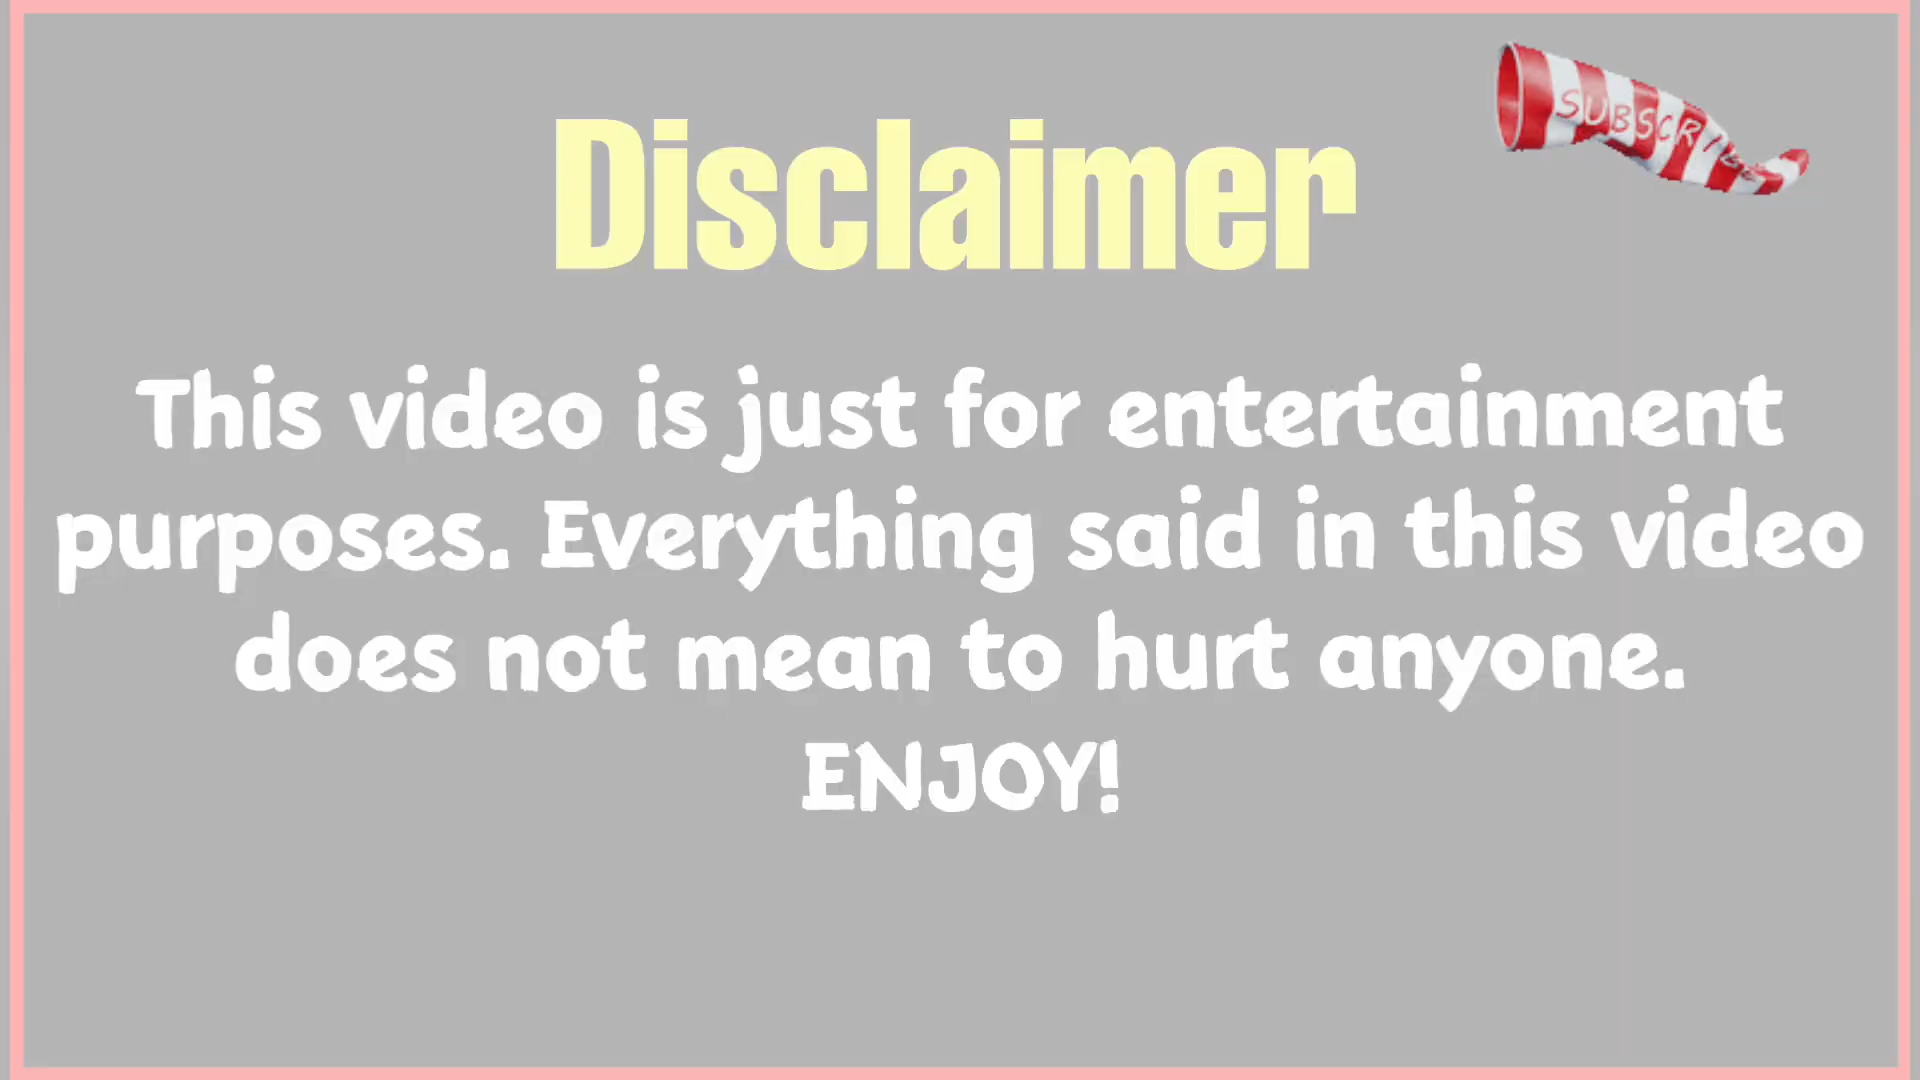 SUBSCRIBE
Disclaimer
This video is just for entertainment
purposes. Everything said in this video
does not mean to hurt anyone.
ENJOY!